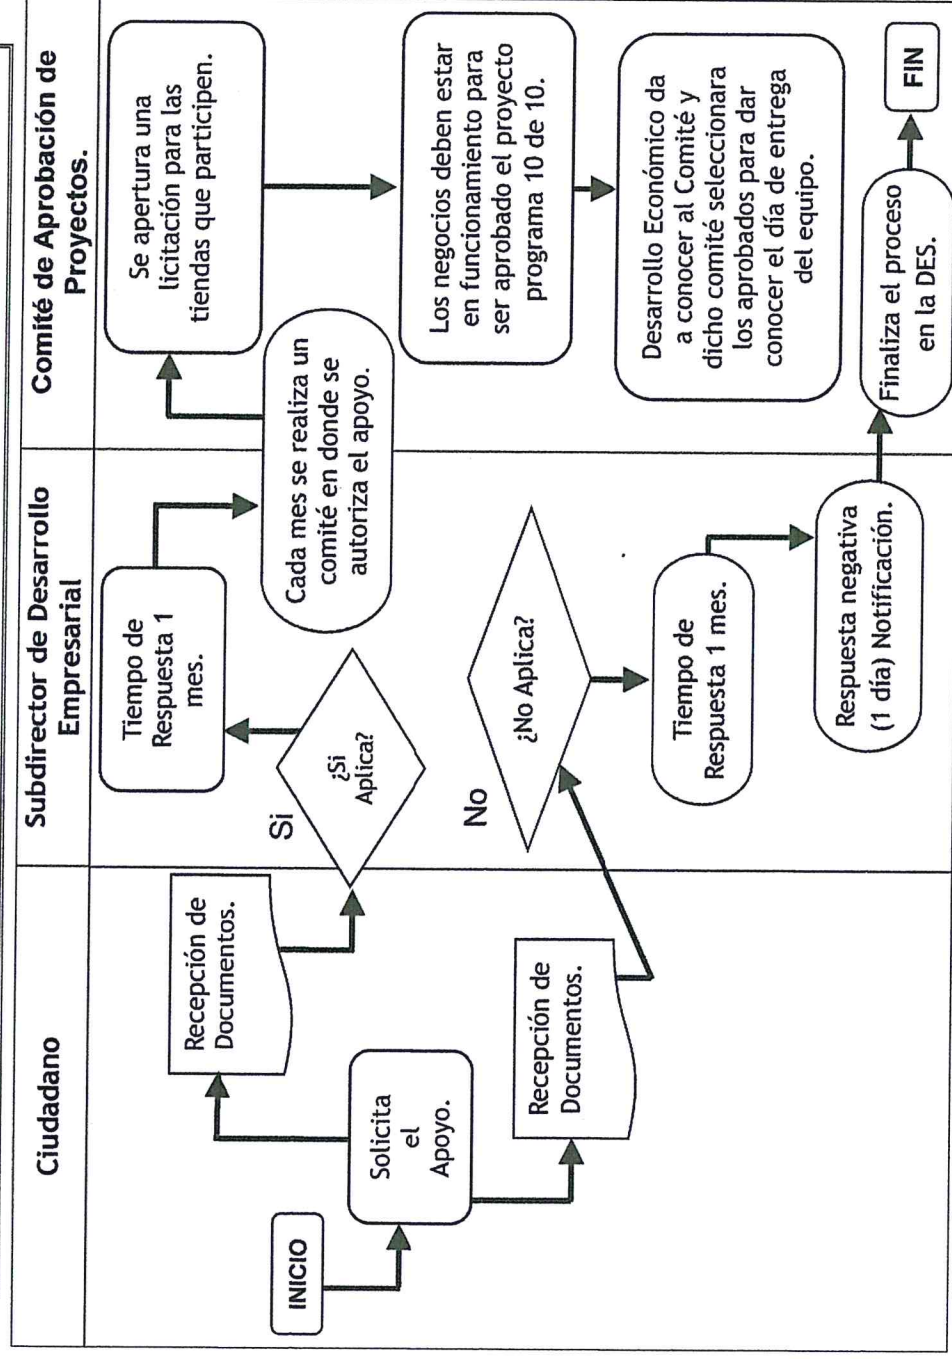 Ciudadano
Subdirector de Desarrollo
Empresarial
Comité de Aprobación de
Proyectos.
INICIO
Solicita
el
Apoyo.
Recepción de
Documentos.
Recepción de
Documentos.
Si
¿Si
Aplica?
Tiempo de
Respuesta 1
mes.
Cada mes se realiza un
comité en donde se
autoriza el apoyo.
Se apertura una
licitación para las
tiendas que participen.
Los negocios deben estar
en funcionamiento para
ser aprobado el proyecto
programa 10 de 10.
Desarrollo Económico da
a conocer al Comité y
dicho comité seleccionara
los aprobados para dar
conocer el día de entrega
del equipo.
No
¿No Aplica?
Tiempo de
Respuesta 1 mes.
Respuesta negativa
(1 día) Notificación.
Finaliza el proceso
en la DES.
FIN